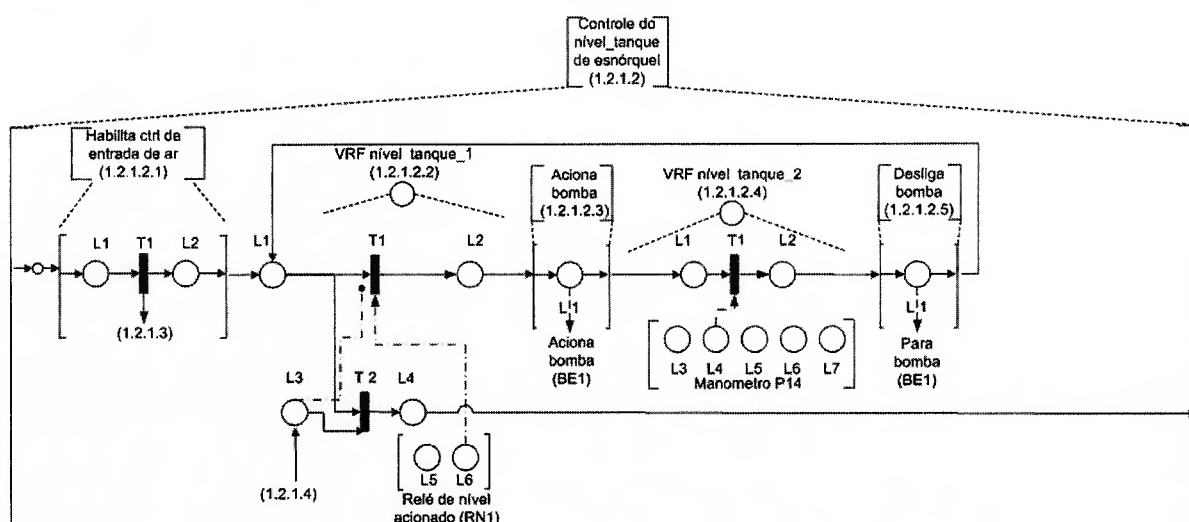 Controle do
nível_tanque
de esnórquel
(1.2.1.2)
Habilita ctrl de
entrada de ar
(1.2.1.2.1)
VRF nível tanque_1
(1.2.1.2.2)
Aciona
bomba
(1.2.1.2.3)
VRF nível tanque_2
(1.2.1.2.4)
Desliga
bomba
(1.2.1.2.5)
L1 T1 L2 L1 T1 L2 L1 T1 L2
(1.2.1.3)
L1
Aciona
bomba
(BE1)
L3 L4 L5 L6 L7
Manometro P14
L1
Para
bomba
(BE1)
L3 T 2 L4
(1.2.1.4)
L5 L6
Relé de nível
acionado (RN1)